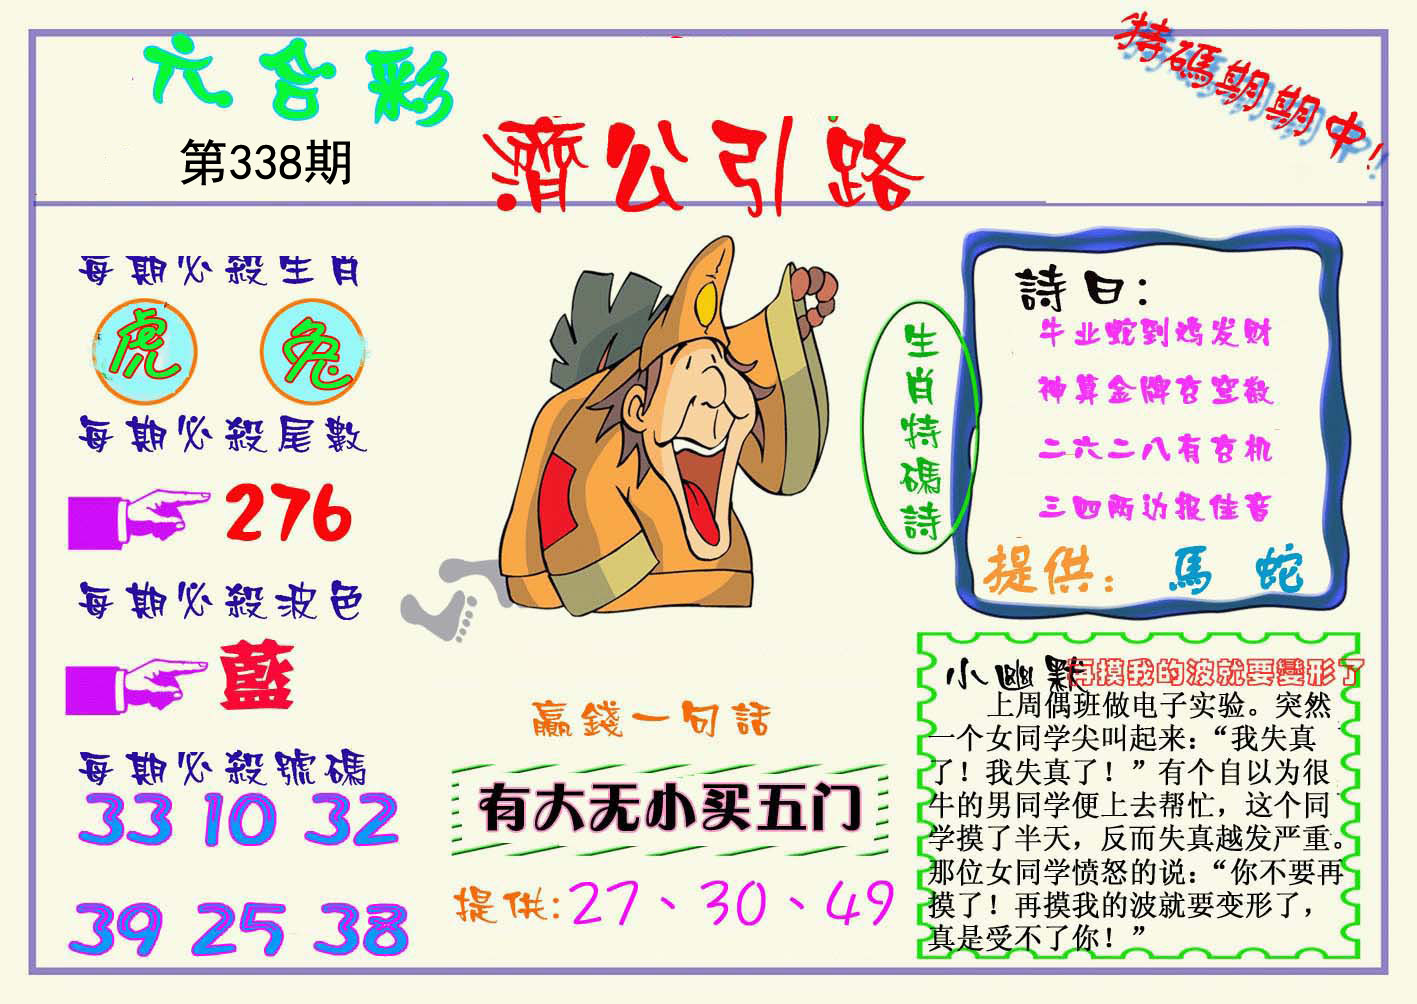 六合彩
第338期
濟公引路
特碼期期中!!
每期必殺生肖
虎 兔
每期必殺尾數
276
每期必殺波色
藍
每期必殺號碼
33 10 32
39 25 38
贏錢一句話
有大无小买五门
提供:27、30、49
生肖特碼詩
詩曰:
牛业蛇到鸡发财
神算金牌玄空数
二六二八有玄机
三四两边报佳音
提供: 馬 蛇
小幽默再摸我的波就要變形了
上周偶班做电子实验。突然
一个女同学尖叫起来:“我失真
了！我失真了！”有个自以为很
牛的男同学便上去帮忙，这个同
学摸了半天，反而失真越发严重。
那位女同学愤怒的说:“你不要再
摸了！再摸我的波就要变形了，
真是受不了你！”